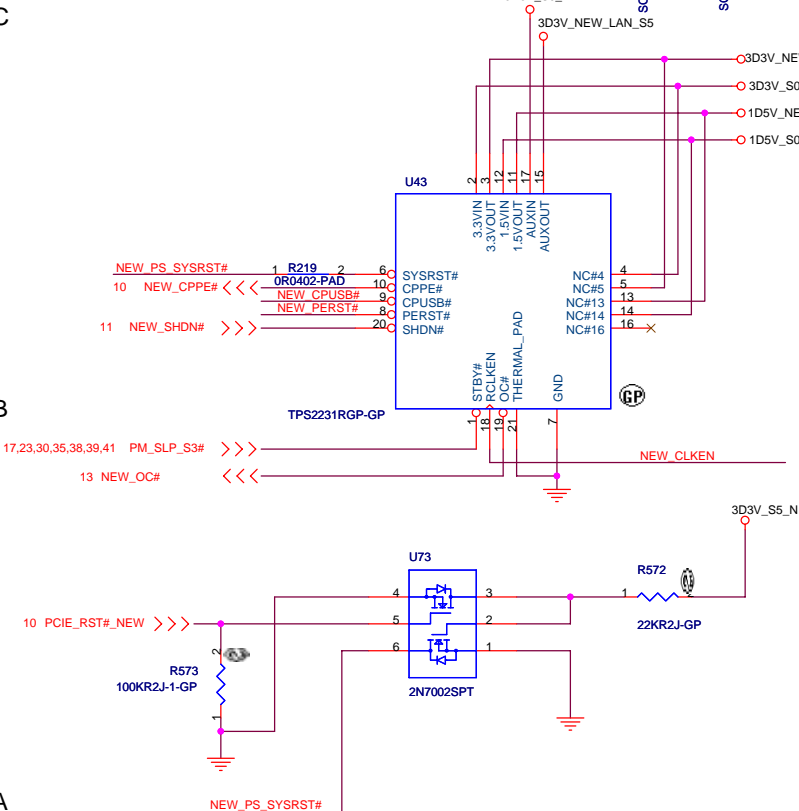 C
3D3V_NEW_LAN_S5
3D3V_NE
3D3V_S0
1D5V_NE
1D5V_S0
U43
2 3 12 11 17 15
3.3VIN
3.3VOUT
1.5VIN
1.5VOUT
AUXIN
AUXOUT
NEW_PS_SYSRST# 1 R219 2 6 SYSRST#
0R0402-PAD
10 NEW_CPPE# 10 CPPE#
NEW_CPUSB# 9 CPUSB#
NEW_PERST# 8 PERST#
11 NEW_SHDN# 20 SHDN#
NC#4 4
NC#5 5
NC#13 13
NC#14 14
NC#16 16
STBY#
RCLKEN
OC#
THERMAL_PAD
GND
1 18 19 21 7
GP
TPS2231RGP-GP
B
17,23,30,35,38,39,41 PM_SLP_S3#
NEW_CLKEN
13 NEW_OC#
3D3V_S5_N
U73
4 3
5 2
6 1
2N7002SPT
R572
1
22KR2J-GP
10 PCIE_RST#_NEW
2
R573
100KR2J-1-GP
1
NEW_PS_SYSRST#
A